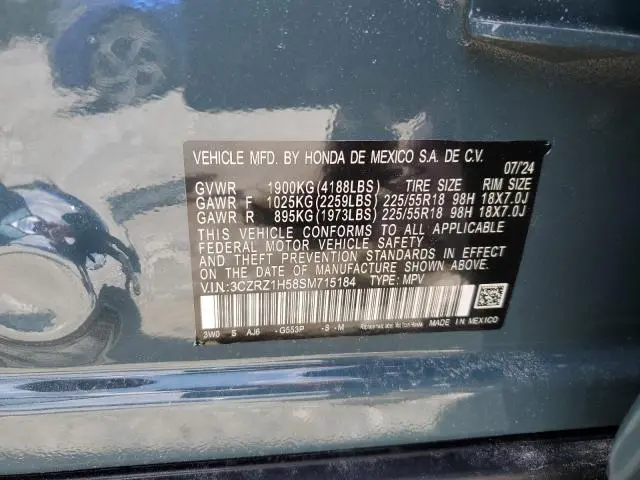 VEHICLE MFD. BY HONDA DE MEXICO S.A. DE C.V.
07/'24
GVWR 1900KG(4188LBS) TIRE SIZE RIM SIZE
GAWR F 1025KG(2259LBS) 225/55R18 98H 18X7.0J
GAWR R 895KG(1973LBS) 225/55R18 98H 18X7.0J
THIS VEHICLE CONFORMS TO ALL APPLICABLE
FEDERAL MOTOR VEHICLE SAFETY
AND THEFT PREVENTION STANDARDS IN EFFECT
ON THE DATE OF MANUFACTURE SHOWN ABOVE.
V.I.N:3CZRZ1H58SM715184 TYPE: MPV
3W0 S AJ6 G553P -S-M
MADE IN MEXICO